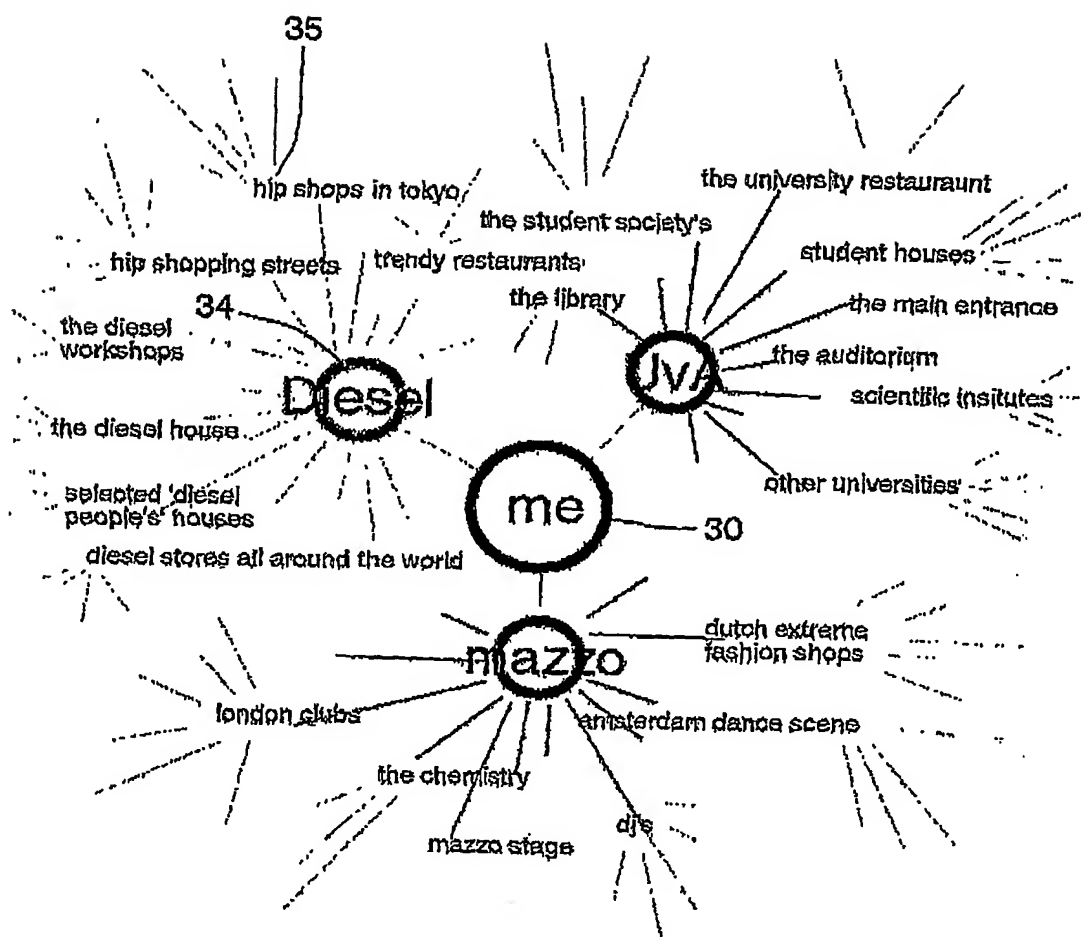 35
hip shops in tokyo
the university restauraunt
the student society's
student houses
hip shopping streets
trendy restaurants
the library
the main entrance
34
the diesel
workshops
the auditorium
Diesel
UvA
scientific insitutes
the diesel house
me
30
other universities
selected 'diesel
people's' houses
diesel stores all around the world
dutch extreme
fashion shops
mazzo
london clubs
amsterdam dance scene
the chemistry
dj's
mazzo stage